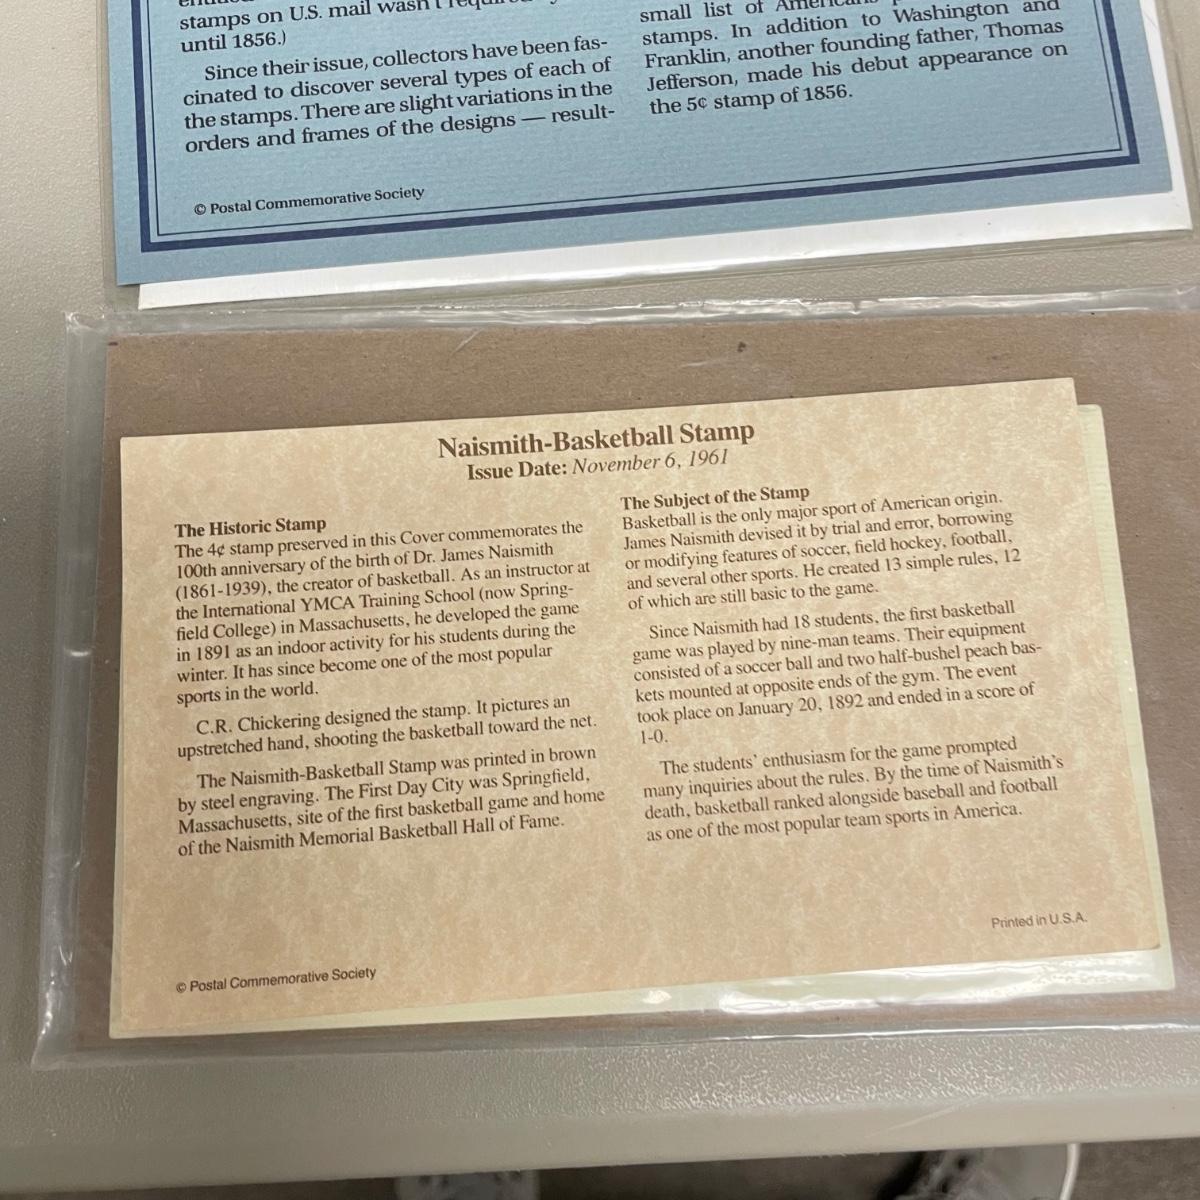 stamps on U.S. mail wasn't
until 1856.)
Since their issue, collectors have been fas-
cinated to discover several types of each of
the stamps. There are slight variations in the
orders and frames of the designs — result-
small list of Americans
stamps. In addition to Washington and
Franklin, another founding father, Thomas
Jefferson, made his debut appearance on
the 5¢ stamp of 1856.
© Postal Commemorative Society
Naismith-Basketball Stamp
Issue Date: November 6, 1961
The Historic Stamp
The 4¢ stamp preserved in this Cover commemorates the
100th anniversary of the birth of Dr. James Naismith
(1861-1939), the creator of basketball. As an instructor at
the International YMCA Training School (now Spring-
field College) in Massachusetts, he developed the game
in 1891 as an indoor activity for his students during the
winter. It has since become one of the most popular
sports in the world.
C.R. Chickering designed the stamp. It pictures an
upstretched hand, shooting the basketball toward the net.
The Naismith-Basketball Stamp was printed in brown
by steel engraving. The First Day City was Springfield,
Massachusetts, site of the first basketball game and home
of the Naismith Memorial Basketball Hall of Fame.
The Subject of the Stamp
Basketball is the only major sport of American origin.
James Naismith devised it by trial and error, borrowing
or modifying features of soccer, field hockey, football,
and several other sports. He created 13 simple rules, 12
of which are still basic to the game.
Since Naismith had 18 students, the first basketball
game was played by nine-man teams. Their equipment
consisted of a soccer ball and two half-bushel peach bas-
kets mounted at opposite ends of the gym. The event
took place on January 20, 1892 and ended in a score of
1-0.
The students' enthusiasm for the game prompted
many inquiries about the rules. By the time of Naismith's
death, basketball ranked alongside baseball and football
as one of the most popular team sports in America.
Printed in U.S.A.
© Postal Commemorative Society